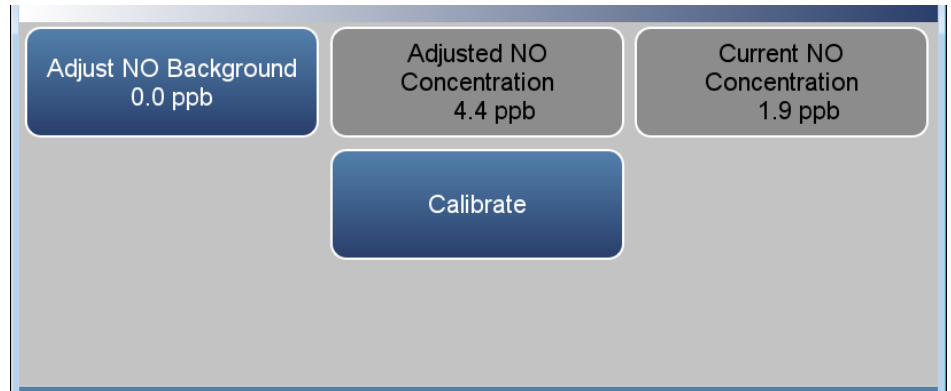 Adjust NO Background
0.0 ppb
Adjusted NO
Concentration
4.4 ppb
Current NO
Concentration
1.9 ppb
Calibrate